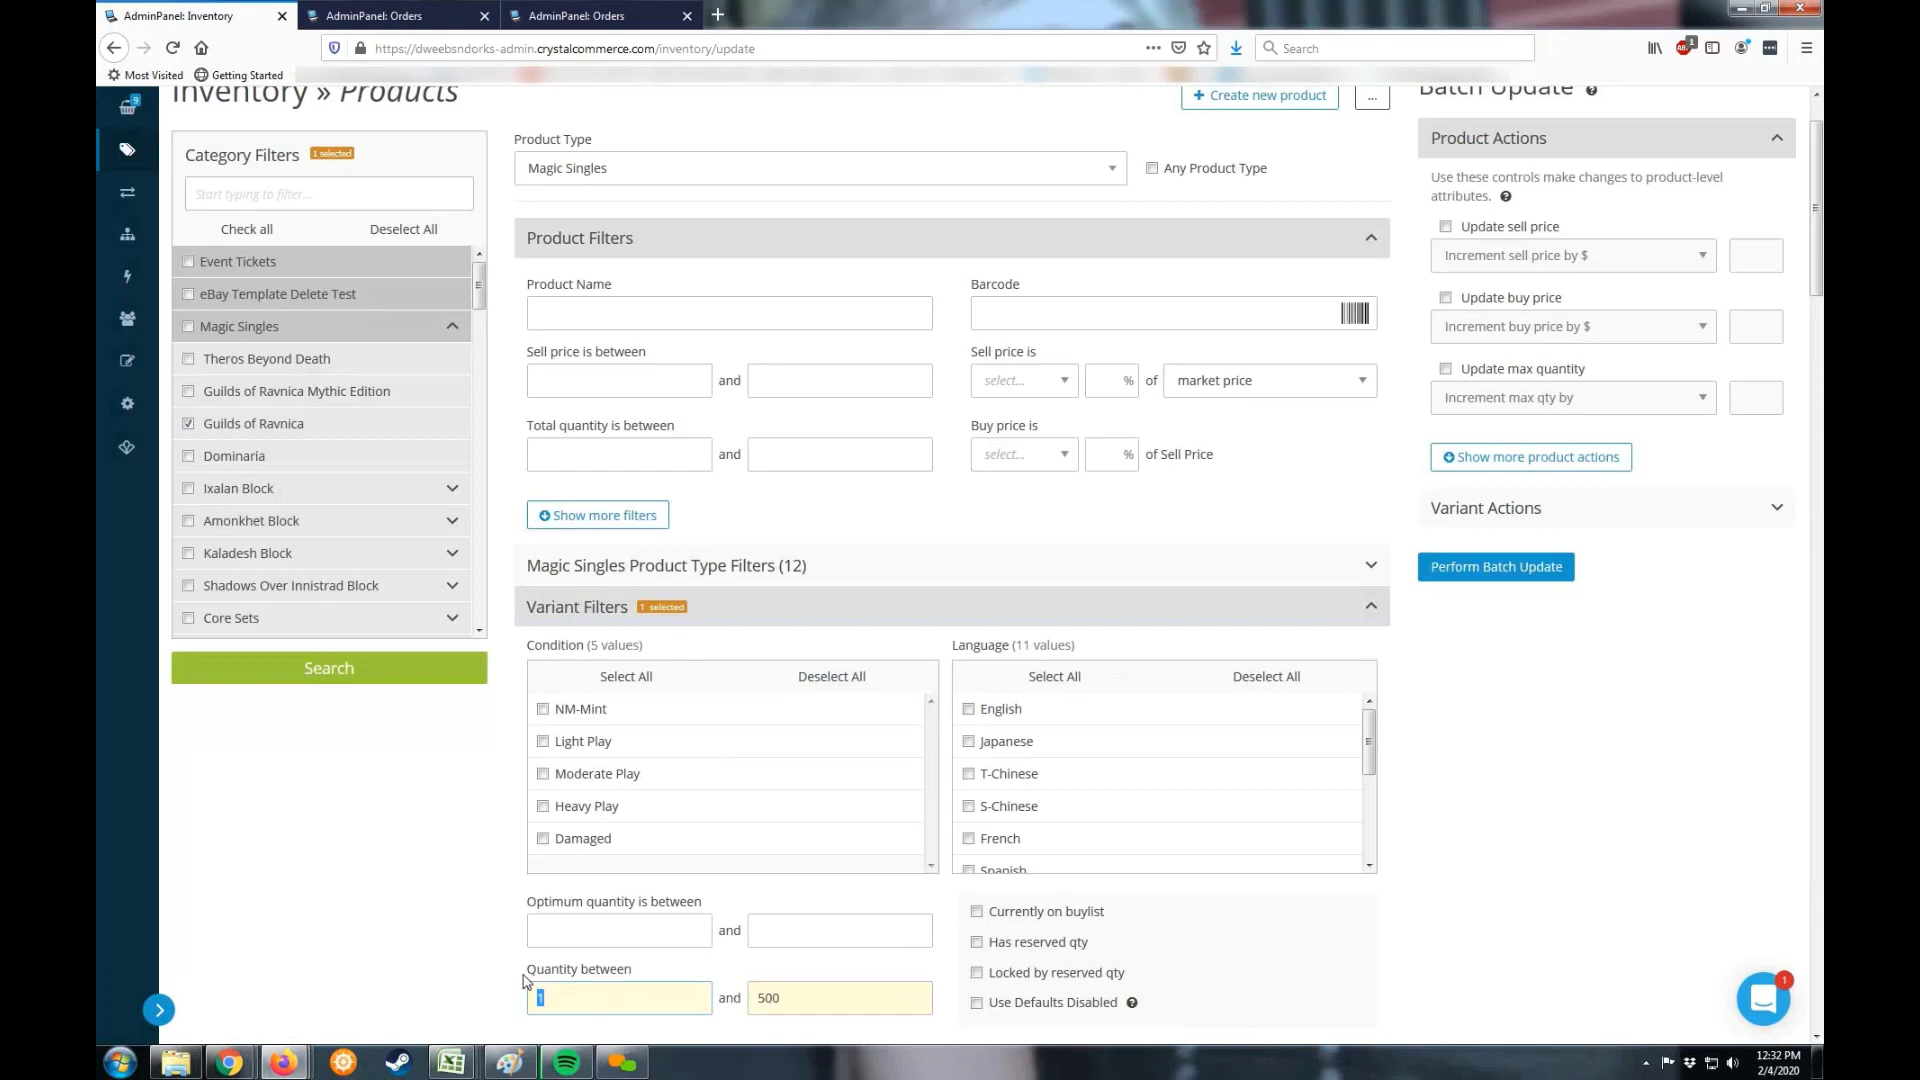 AdminPanel: Inventory
AdminPanel: Orders
AdminPanel: Orders
https://dweebsndorks-admin.crystalcommerce.com/inventory/update
Search
1
Most Visited
Getting Started
9
Inventory » Products
Create new product
...
Batch Update
Category Filters 1 selected
Start typing to filter...
Check all
Deselect All
Event Tickets
eBay Template Delete Test
Magic Singles
Theros Beyond Death
Guilds of Ravnica Mythic Edition
Guilds of Ravnica
Dominaria
Ixalan Block
Amonkhet Block
Kaladesh Block
Shadows Over Innistrad Block
Core Sets
Search
Product Type
Magic Singles
Any Product Type
Product Filters
Product Name
Barcode
Sell price is between
and
Sell price is
select...
%
of
market price
Total quantity is between
and
Buy price is
select...
%
of Sell Price
Show more filters
Magic Singles Product Type Filters (12)
Variant Filters 1 selected
Condition (5 values)
Select All
Deselect All
NM-Mint
Light Play
Moderate Play
Heavy Play
Damaged
Language (11 values)
Select All
Deselect All
English
Japanese
T-Chinese
S-Chinese
French
Spanish
Optimum quantity is between
and
Quantity between
1
and
500
Currently on buylist
Has reserved qty
Locked by reserved qty
Use Defaults Disabled
Product Actions
Use these controls make changes to product-level
attributes.
Update sell price
Increment sell price by $
Update buy price
Increment buy price by $
Update max quantity
Increment max qty by
Show more product actions
Variant Actions
Perform Batch Update
1
12:32 PM
2/4/2020